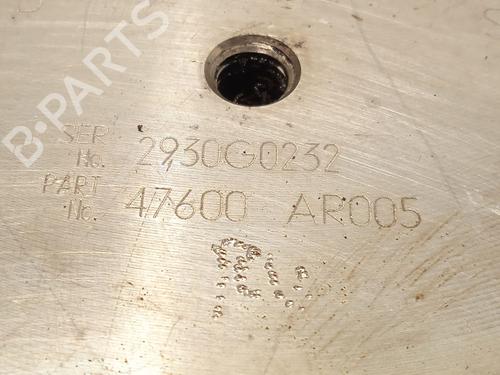 B-PARTS
SER No. 2930G0232
PART No. 47600 AR005